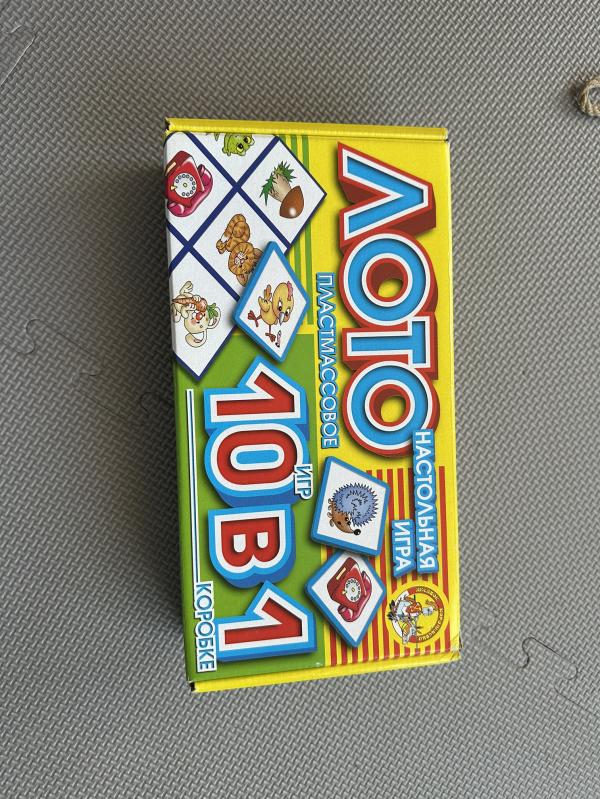 ЛОТО
ПЛАСТМАССОВОЕ
НАСТОЛЬНАЯ
ИГРА
10 ИГР В 1
КОРОБКЕ